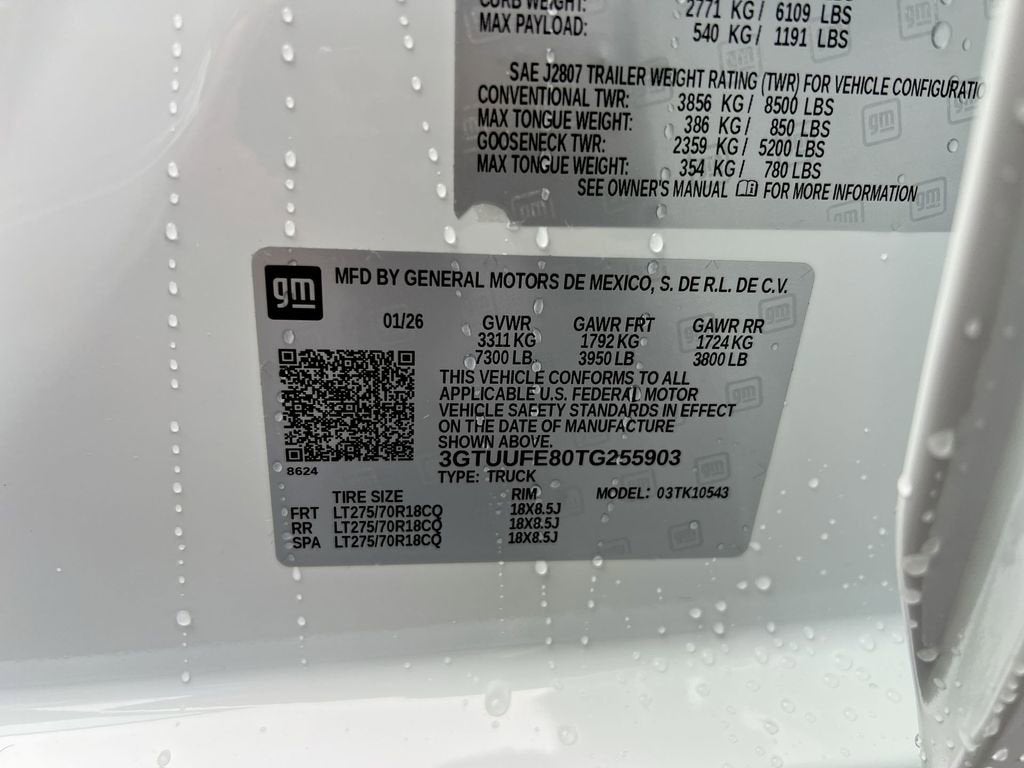 CURB WEIGHT: 2771 KG/ 6109 LBS
MAX PAYLOAD: 540 KG/ 1191 LBS
SAE J2807 TRAILER WEIGHT RATING (TWR) FOR VEHICLE CONFIGURATIO
CONVENTIONAL TWR: 3856 KG/ 8500 LBS
MAX TONGUE WEIGHT: 386 KG/ 850 LBS
GOOSENECK TWR: 2359 KG/ 5200 LBS
MAX TONGUE WEIGHT: 354 KG/ 780 LBS
SEE OWNER'S MANUAL FOR MORE INFORMATION
gm MFD BY GENERAL MOTORS DE MEXICO, S. DE R.L. DE C.V.
01/26 GVWR GAWR FRT GAWR RR
3311 KG 1792 KG 1724 KG
7300 LB 3950 LB 3800 LB
THIS VEHICLE CONFORMS TO ALL
APPLICABLE U.S. FEDERAL MOTOR
VEHICLE SAFETY STANDARDS IN EFFECT
ON THE DATE OF MANUFACTURE
SHOWN ABOVE.
8624 3GTUUFE80TG255903
TYPE: TRUCK
TIRE SIZE RIM MODEL: 03TK10543
FRT LT275/70R18CQ 18X8.5J
RR LT275/70R18CQ 18X8.5J
SPA LT275/70R18CQ 18X8.5J